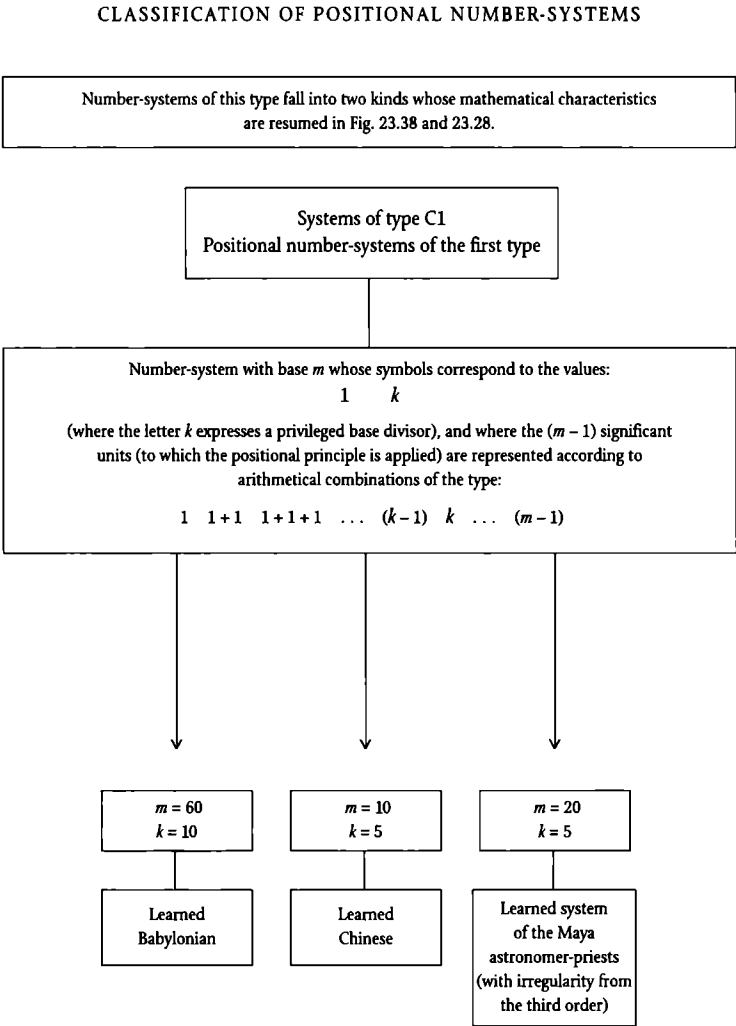 CLASSIFICATION OF POSITIONAL NUMBER-SYSTEMS
Number-systems of this type fall into two kinds whose mathematical characteristics
are resumed in Fig. 23.38 and 23.28.
Systems of type C1
Positional number-systems of the first type
Number-system with base m whose symbols correspond to the values:
1 k
(where the letter k expresses a privileged base divisor), and where the (m – 1) significant
units (to which the positional principle is applied) are represented according to
arithmetical combinations of the type:
1 1 + 1 1 + 1 + 1 ... (k – 1) k ... (m – 1)
m = 60
k = 10
Learned
Babylonian
m = 10
k = 5
Learned
Chinese
m = 20
k = 5
Learned system
of the Maya
astronomer-priests
(with irregularity from
the third order)